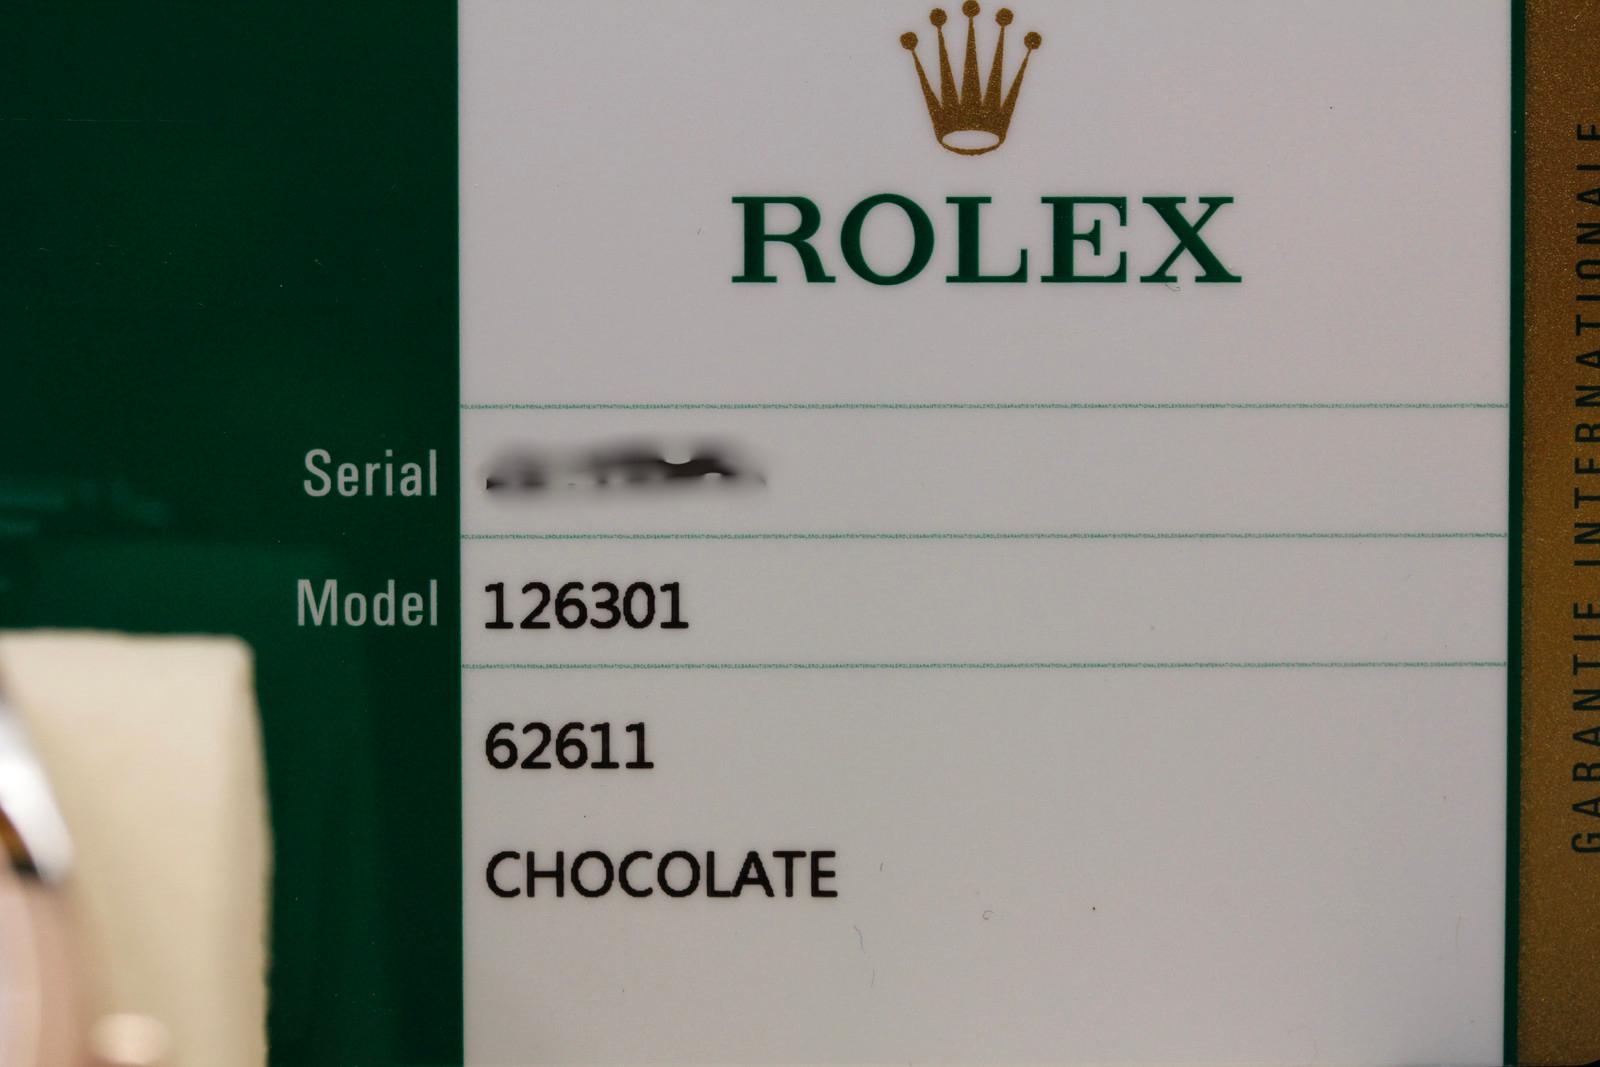 ROLEX
Serial
Model 126301
62611
CHOCOLATE
GARANTIE INTERNATIONALE